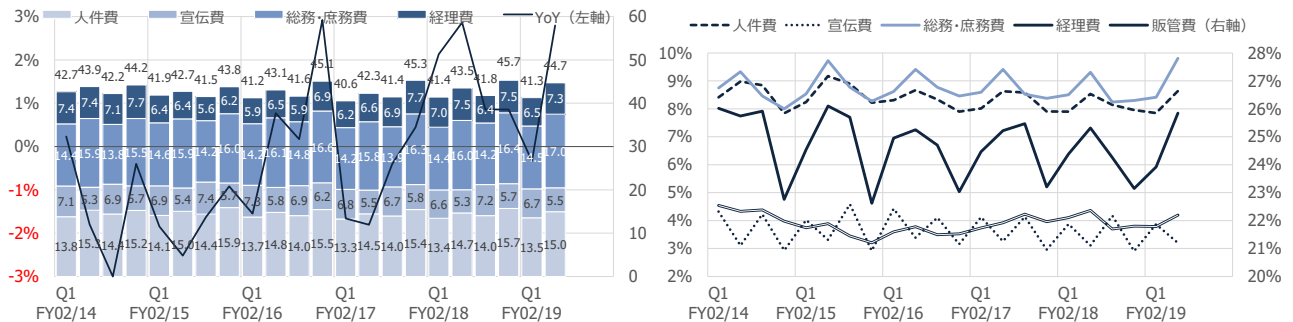 人件費 宣伝費 総務・庶務費 経理費 YoY（左軸）
3%
2%
1%
0%
-1%
-2%
-3%
60
50
40
30
20
10
0
42.7 43.9 42.2 44.2 41.9 42.7 41.5 43.8 41.2 43.1 41.6 45.1 40.6 42.3 41.4 45.3 41.4 43.5 41.8 45.7 41.3 44.7
7.4 7.4 7.1 7.7 6.4 6.4 5.6 6.2 5.9 6.5 5.9 6.9 6.2 6.6 6.9 7.7 7.0 7.5 6.4 7.5 6.5 7.3
14.4 15.9 13.8 15.5 14.6 15.9 14.2 16.0 14.2 16.1 14.8 16.6 14.2 15.8 13.9 16.3 14.4 16.0 14.2 16.4 14.5 17.0
7.1 5.3 6.9 5.7 6.9 5.4 7.4 5.7 7.3 5.8 6.9 6.2 6.8 5.5 6.7 5.8 6.6 5.3 7.2 5.7 6.7 5.5
13.8 15.3 14.4 15.2 14.1 15.0 14.4 15.9 13.7 14.8 14.0 15.5 13.3 14.5 14.0 15.4 13.4 14.7 14.0 15.7 13.5 15.0
Q1 Q1 Q1 Q1 Q1 Q1
FY02/14 FY02/15 FY02/16 FY02/17 FY02/18 FY02/19
人件費 宣伝費 総務・庶務費 経理費 販管費（右軸）
10%
9%
8%
7%
6%
5%
4%
3%
2%
28%
27%
26%
25%
24%
23%
22%
21%
20%
Q1 Q1 Q1 Q1 Q1 Q1
FY02/14 FY02/15 FY02/16 FY02/17 FY02/18 FY02/19